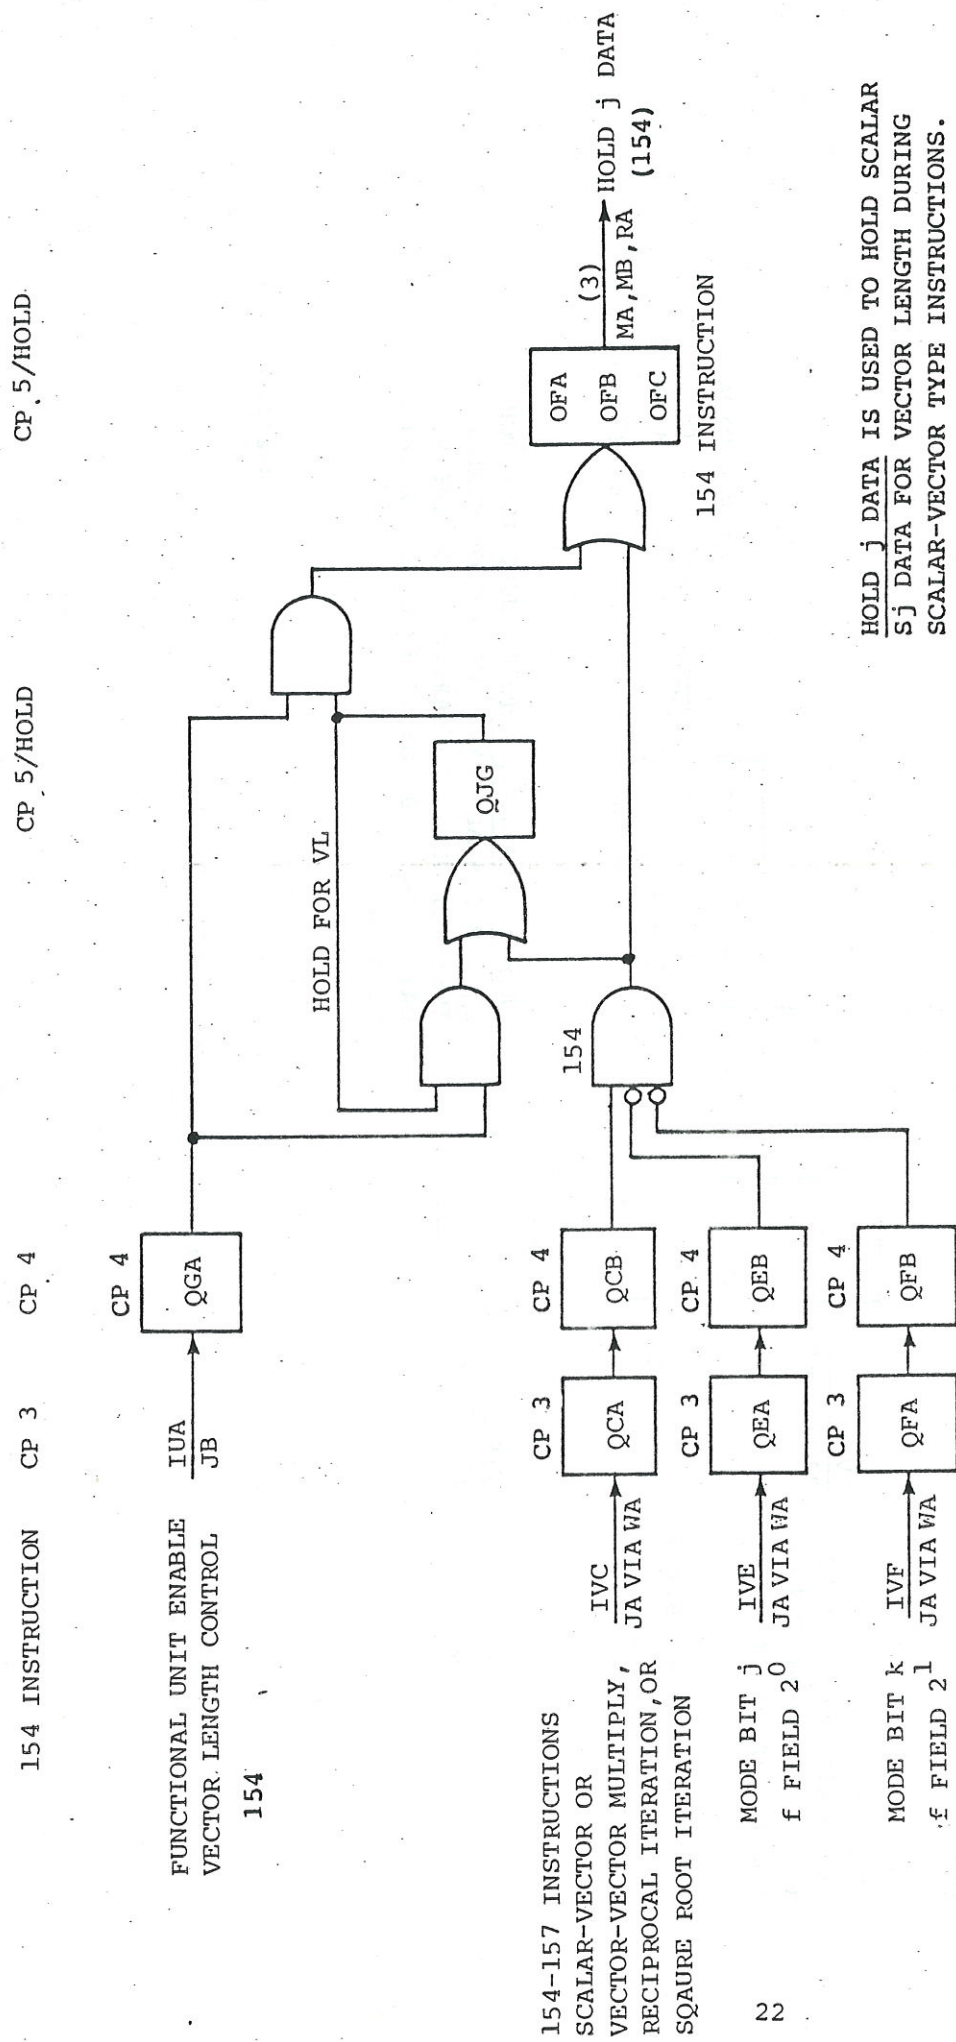 154 INSTRUCTION CP 3 CP 4 CP 5/HOLD CP 5/HOLD
FUNCTIONAL UNIT ENABLE
VECTOR LENGTH CONTROL
154
IUA
JB
CP 4
QGA
HOLD FOR VL
QJG
154-157 INSTRUCTIONS
SCALAR-VECTOR OR
VECTOR-VECTOR MULTIPLY,
RECIPROCAL ITERATION, OR
SQAURE ROOT ITERATION
IVC
JA VIA WA
CP 3
QCA
CP 4
QCB
154
OFA
OFB
OFC
154 INSTRUCTION
(3)
MA,MB,RA
HOLD j DATA
(154)
MODE BIT j
f FIELD 2^0
IVE
JA VIA WA
CP 3
QEA
CP 4
QEB
MODE BIT k
f FIELD 2^1
IVF
JA VIA WA
CP 3
QFA
CP 4
QFB
HOLD j DATA IS USED TO HOLD SCALAR
Sj DATA FOR VECTOR LENGTH DURING
SCALAR-VECTOR TYPE INSTRUCTIONS.
22